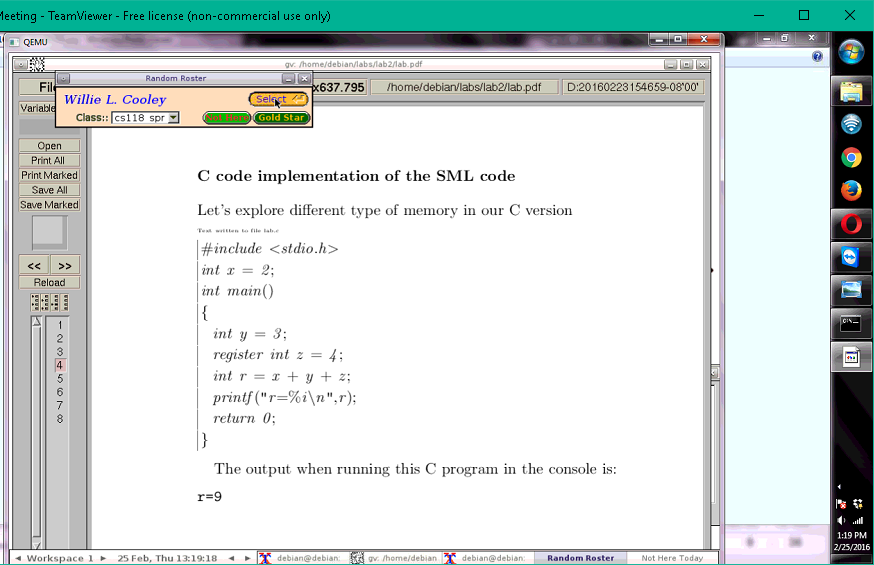 Meeting - TeamViewer - Free license (non-commercial use only)
QEMU
gv: /home/debian/labs/lab2/lab.pdf
Random Roster
Willie L. Cooley
Select
Class::
cs118 spr
Gold Star
Fil
x637.795
/home/debian/labs/lab2/lab.pdf
D:20160223154659-08'00'
Variable
Open
Print All
Print Marked
Save All
Save Marked
<<
>>
Reload
1
2
3
4
5
6
7
8
C code implementation of the SML code
Let's explore different type of memory in our C version
Text written to file lab.c
#include <stdio.h>
int x = 2;
int main()
{
int y = 3;
register int z = 4;
int r = x + y + z;
printf("r=%i\n",r);
return 0;
}
The output when running this C program in the console is:
r=9
Workspace 1
25 Feb, Thu 13:19:18
debian@debian:
gv: /home/debian
debian@debian:
Random Roster
Not Here Today
1:19 PM
2/25/2016